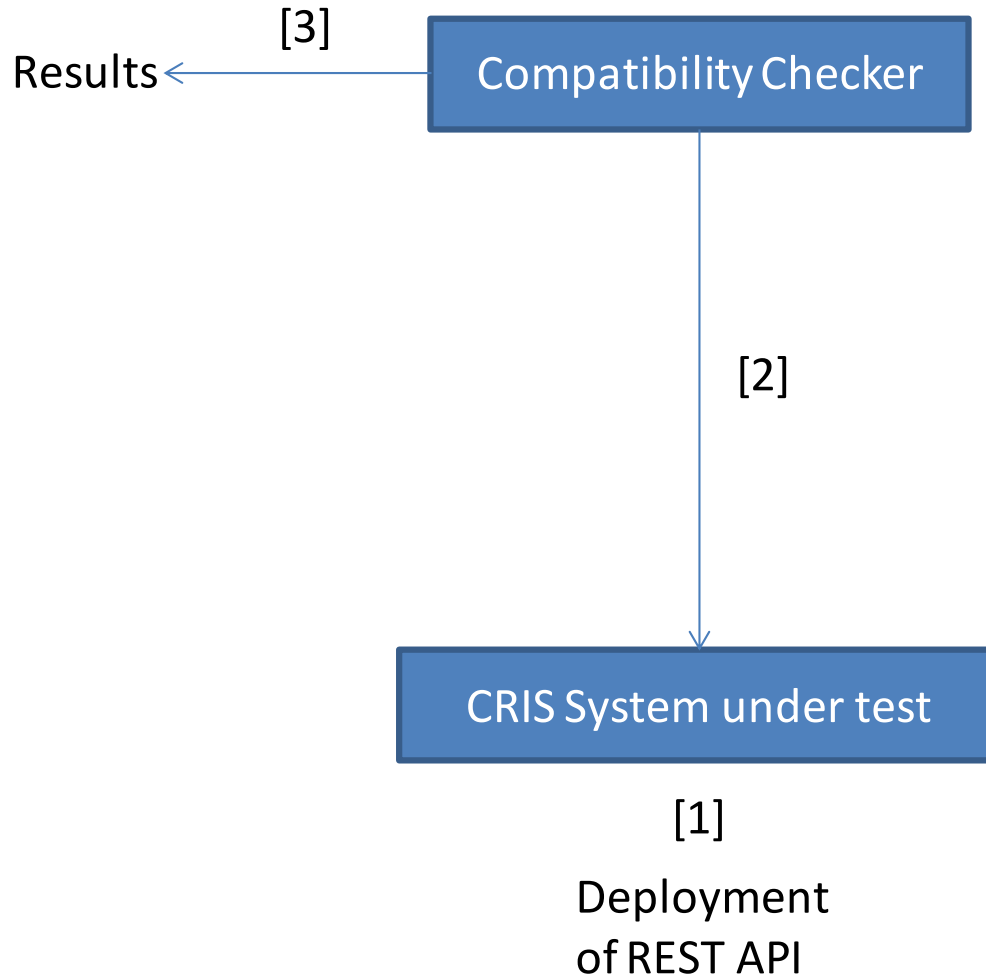 [3]
Results
Compatibility Checker
[2]
CRIS System under test
[1]
Deployment
of REST API